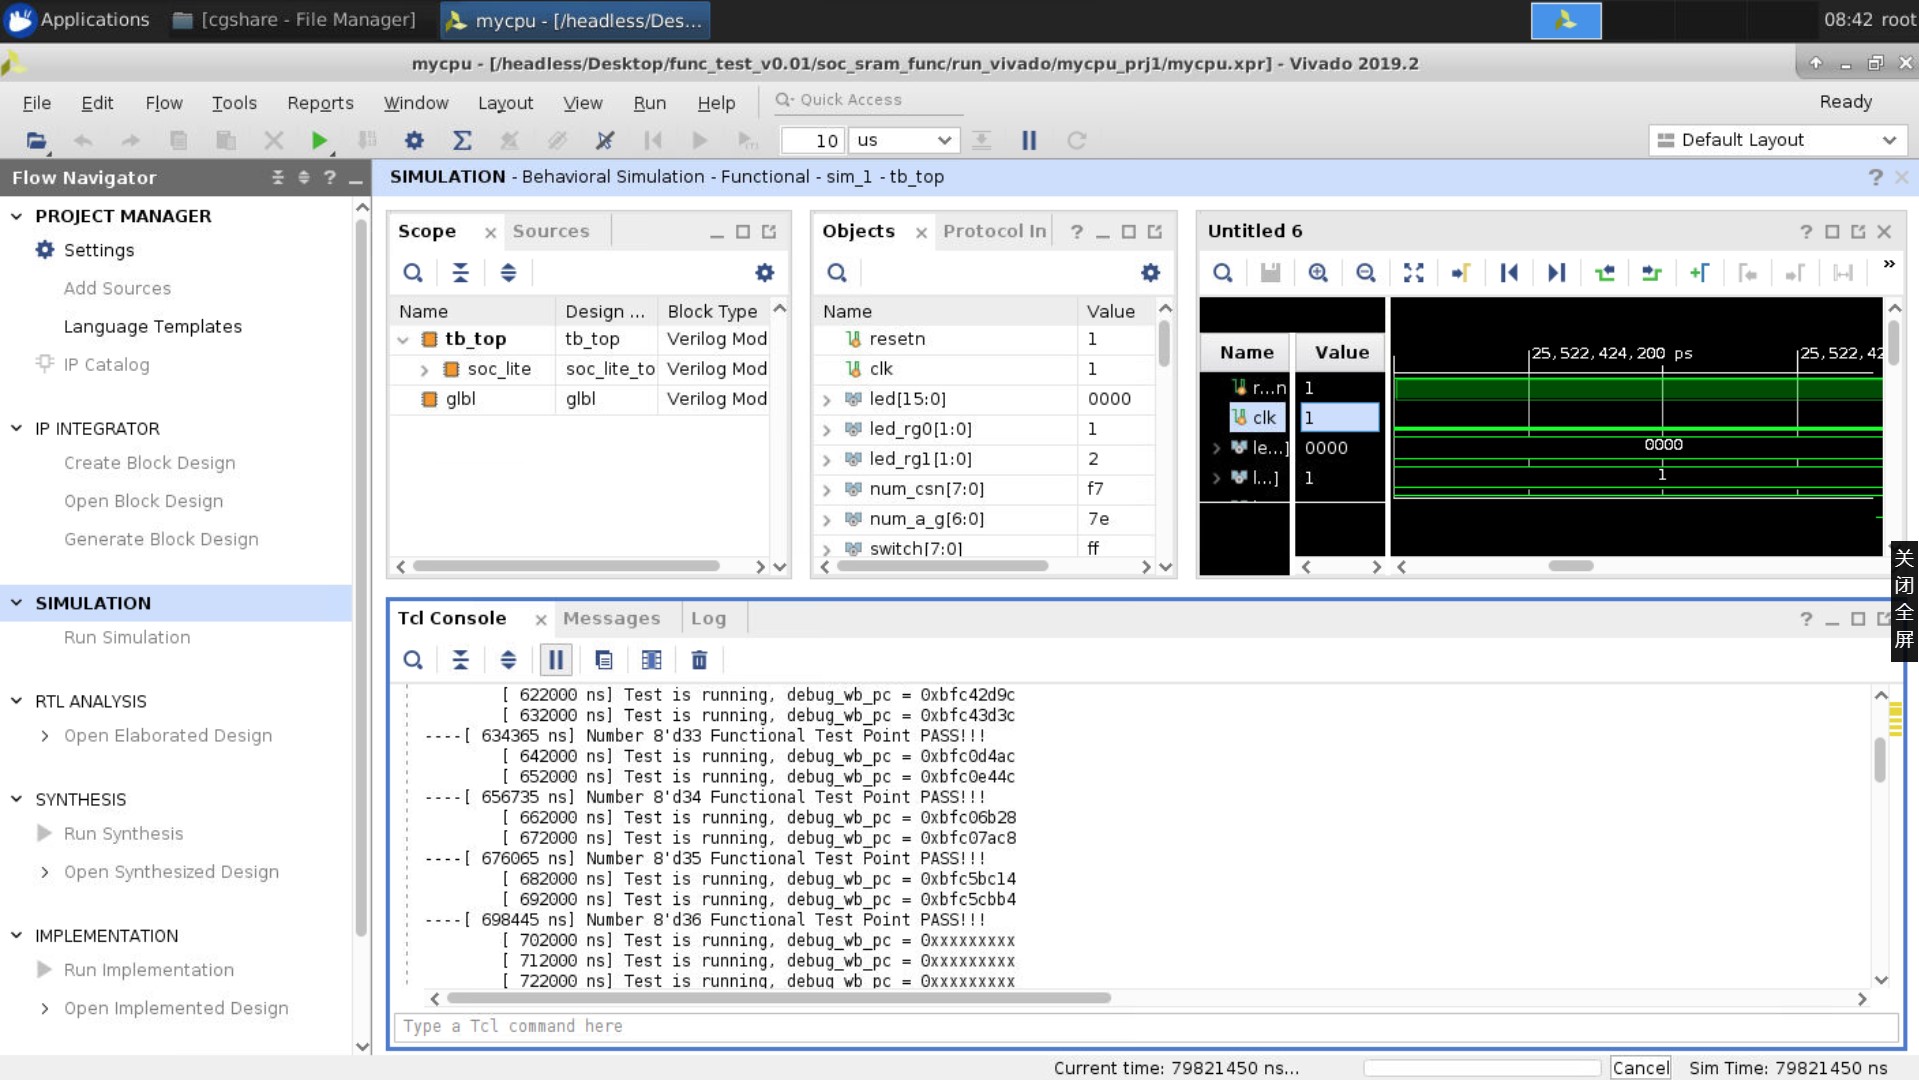 Applications
[cgshare - File Manager]
mycpu - [/headless/Des...
08:42 root
mycpu - [/headless/Desktop/func_test_v0.01/soc_sram_func/run_vivado/mycpu_prj1/mycpu.xpr] - Vivado 2019.2
File Edit Flow Tools Reports Window Layout View Run Help
Quick Access
Ready
10 us
Default Layout
Flow Navigator
PROJECT MANAGER
Settings
Add Sources
Language Templates
IP Catalog
IP INTEGRATOR
Create Block Design
Open Block Design
Generate Block Design
SIMULATION
Run Simulation
RTL ANALYSIS
Open Elaborated Design
SYNTHESIS
Run Synthesis
Open Synthesized Design
IMPLEMENTATION
Run Implementation
Open Implemented Design
SIMULATION - Behavioral Simulation - Functional - sim_1 - tb_top
Scope Sources
Name Design ... Block Type
tb_top tb_top Verilog Mod
soc_lite soc_lite_to Verilog Mod
glbl glbl Verilog Mod
Objects Protocol In
Name Value
resetn 1
clk 1
led[15:0] 0000
led_rg0[1:0] 1
led_rg1[1:0] 2
num_csn[7:0] f7
num_a_g[6:0] 7e
switch[7:0] ff
Untitled 6
Name Value
25,522,424,200 ps 25,522,42
r...n 1
clk 1
le...] 0000 0000
l...] 1 1
关闭全屏
Tcl Console Messages Log
[ 622000 ns] Test is running, debug_wb_pc = 0xbfc42d9c
[ 632000 ns] Test is running, debug_wb_pc = 0xbfc43d3c
----[ 634365 ns] Number 8'd33 Functional Test Point PASS!!!
[ 642000 ns] Test is running, debug_wb_pc = 0xbfc0d4ac
[ 652000 ns] Test is running, debug_wb_pc = 0xbfc0e44c
----[ 656735 ns] Number 8'd34 Functional Test Point PASS!!!
[ 662000 ns] Test is running, debug_wb_pc = 0xbfc06b28
[ 672000 ns] Test is running, debug_wb_pc = 0xbfc07ac8
----[ 676065 ns] Number 8'd35 Functional Test Point PASS!!!
[ 682000 ns] Test is running, debug_wb_pc = 0xbfc5bc14
[ 692000 ns] Test is running, debug_wb_pc = 0xbfc5cbb4
----[ 698445 ns] Number 8'd36 Functional Test Point PASS!!!
[ 702000 ns] Test is running, debug_wb_pc = 0xxxxxxxxx
[ 712000 ns] Test is running, debug_wb_pc = 0xxxxxxxxx
[ 722000 ns] Test is running, debug_wb_pc = 0xxxxxxxxx
Type a Tcl command here
Current time: 79821450 ns...
Cancel
Sim Time: 79821450 ns